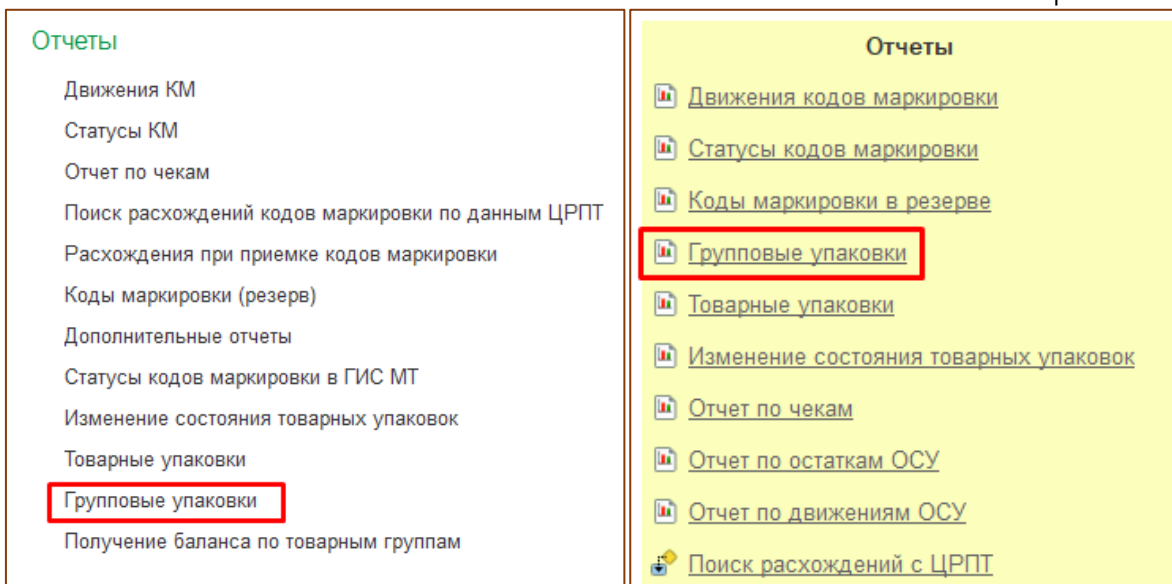 Отчеты
Движения КМ
Статусы КМ
Отчет по чекам
Поиск расхождений кодов маркировки по данным ЦРПТ
Расхождения при приемке кодов маркировки
Коды маркировки (резерв)
Дополнительные отчеты
Статусы кодов маркировки в ГИС МТ
Изменение состояния товарных упаковок
Товарные упаковки
Групповые упаковки
Получение баланса по товарным группам
Отчеты
Движения кодов маркировки
Статусы кодов маркировки
Коды маркировки в резерве
Групповые упаковки
Товарные упаковки
Изменение состояния товарных упаковок
Отчет по чекам
Отчет по остаткам ОСУ
Отчет по движениям ОСУ
Поиск расхождений с ЦРПТ